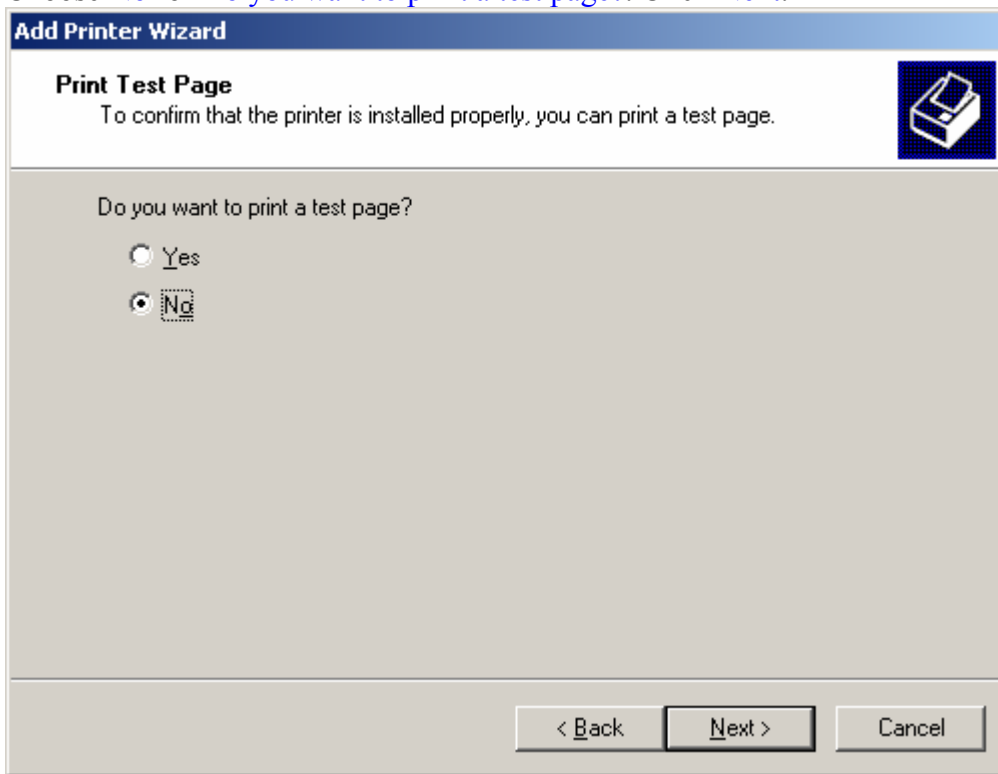 Add Printer Wizard
Print Test Page
To confirm that the printer is installed properly, you can print a test page.
Do you want to print a test page?
Yes
No
< Back Next > Cancel